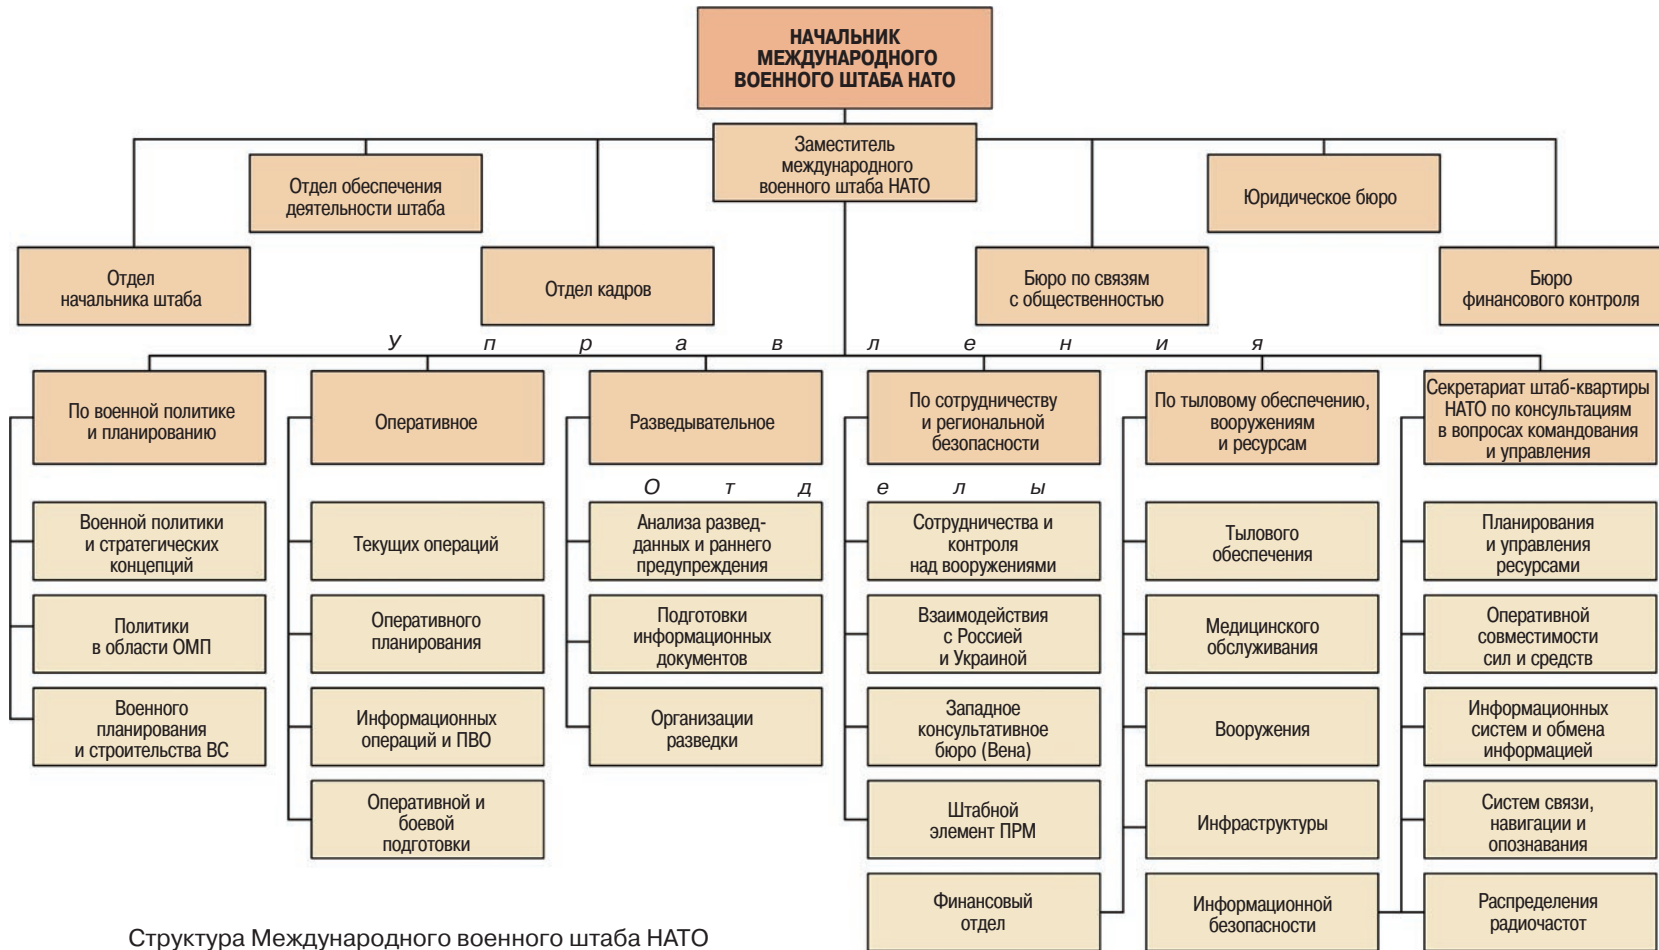 НАЧАЛЬНИК
МЕЖДУНАРОДНОГО
ВОЕННОГО ШТАБА НАТО
Заместитель
международного
военного штаба НАТО
Отдел обеспечения
деятельности штаба
Юридическое бюро
Отдел
начальника штаба
Отдел кадров
Бюро по связям
с общественностью
Бюро
финансового контроля
Управления
По военной политике
и планированию
Оперативное
Разведывательное
По сотрудничеству
и региональной
безопасности
По тыловому обеспечению,
вооружениям
и ресурсам
Секретариат штаб-квартиры
НАТО по консультациям
в вопросах командования
и управления
Отделы
Военной политики
и стратегических
концепций
Текущих операций
Анализа развед-
данных и раннего
предупреждения
Сотрудничества и
контроля
над вооружениями
Тылового
обеспечения
Планирования
и управления
ресурсами
Политики
в области ОМП
Оперативного
планирования
Подготовки
информационных
документов
Взаимодействия
с Россией
и Украиной
Медицинского
обслуживания
Оперативной
совместимости
сил и средств
Военного
планирования
и строительства ВС
Информационных
операций и ПВО
Организации
разведки
Западное
консультативное
бюро (Вена)
Вооружения
Информационных
систем и обмена
информацией
Оперативной и
боевой
подготовки
Штабной
элемент ПРМ
Инфраструктуры
Систем связи,
навигации и
опознавания
Финансовый
отдел
Информационной
безопасности
Распределения
радиочастот
Структура Международного военного штаба НАТО